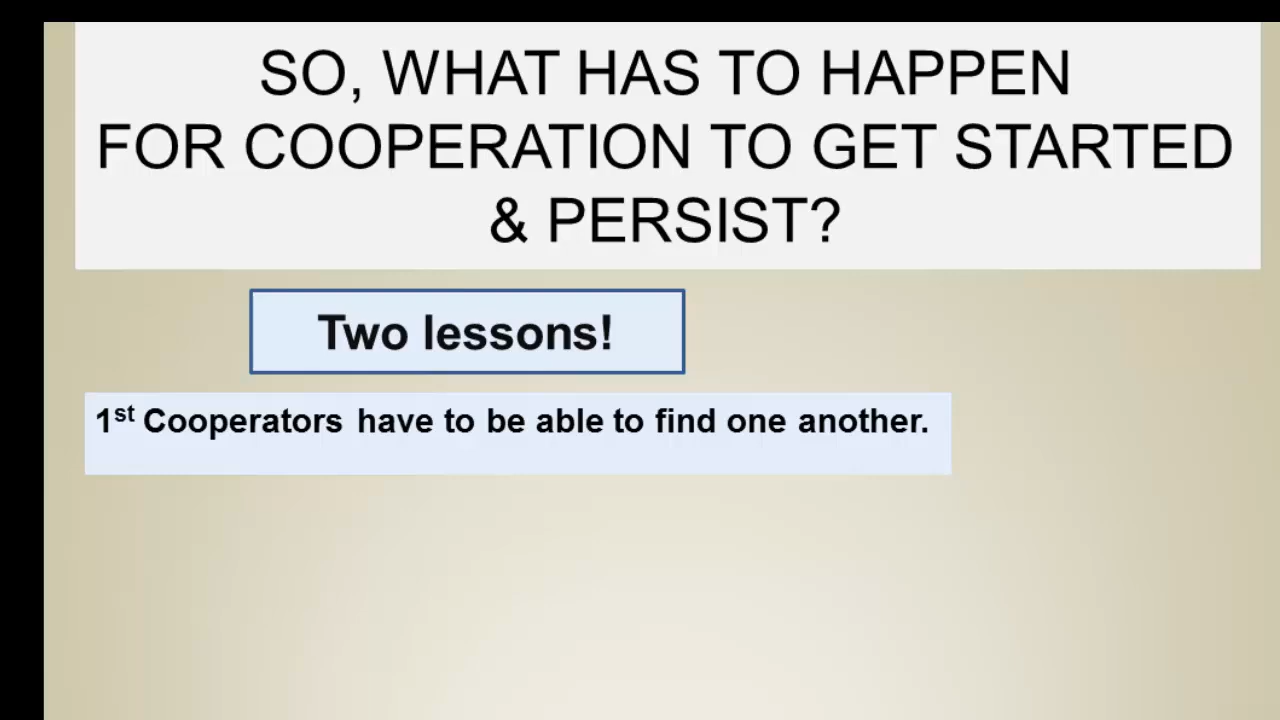 SO, WHAT HAS TO HAPPEN
FOR COOPERATION TO GET STARTED
& PERSIST?
Two lessons!
1st Cooperators have to be able to find one another.